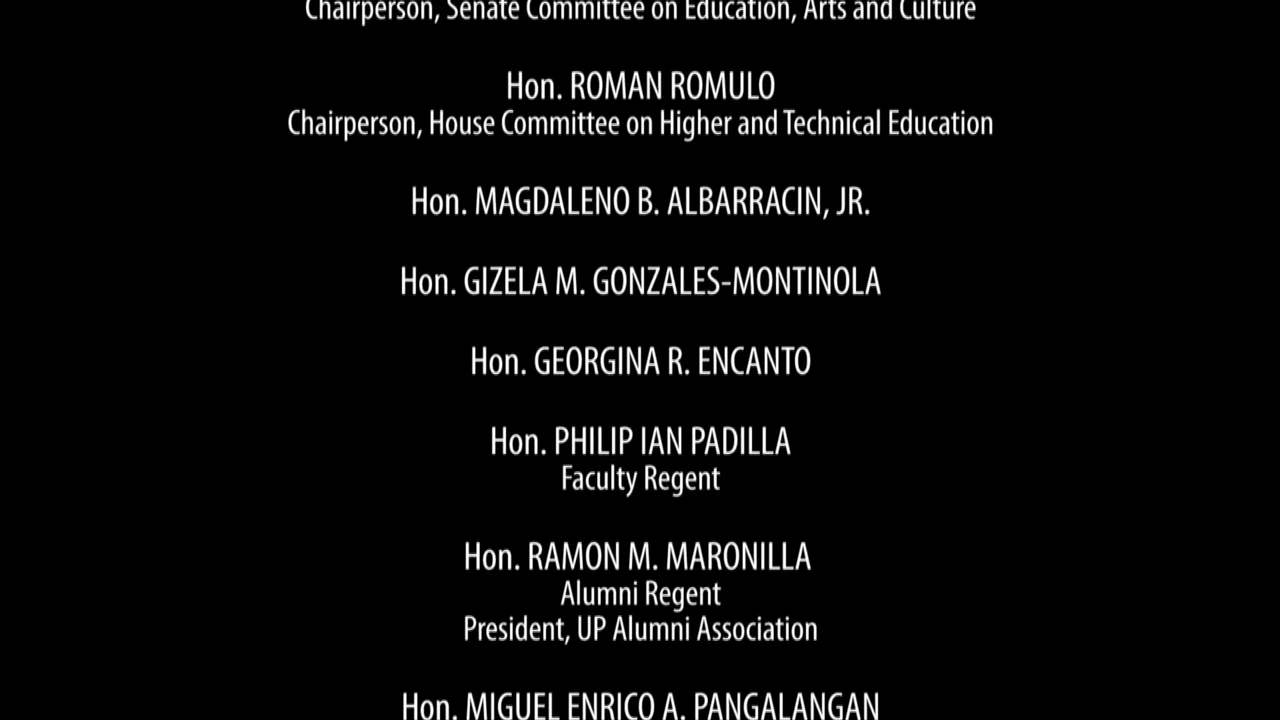 Chairperson, Senate Committee on Education, Arts and Culture
Hon. ROMAN ROMULO
Chairperson, House Committee on Higher and Technical Education
Hon. MAGDALENO B. ALBARRACIN, JR.
Hon. GIZELA M. GONZALES-MONTINOLA
Hon. GEORGINA R. ENCANTO
Hon. PHILIP IAN PADILLA
Faculty Regent
Hon. RAMON M. MARONILLA
Alumni Regent
President, UP Alumni Association
Hon. MIGUEL ENRICO A. PANGALANGAN